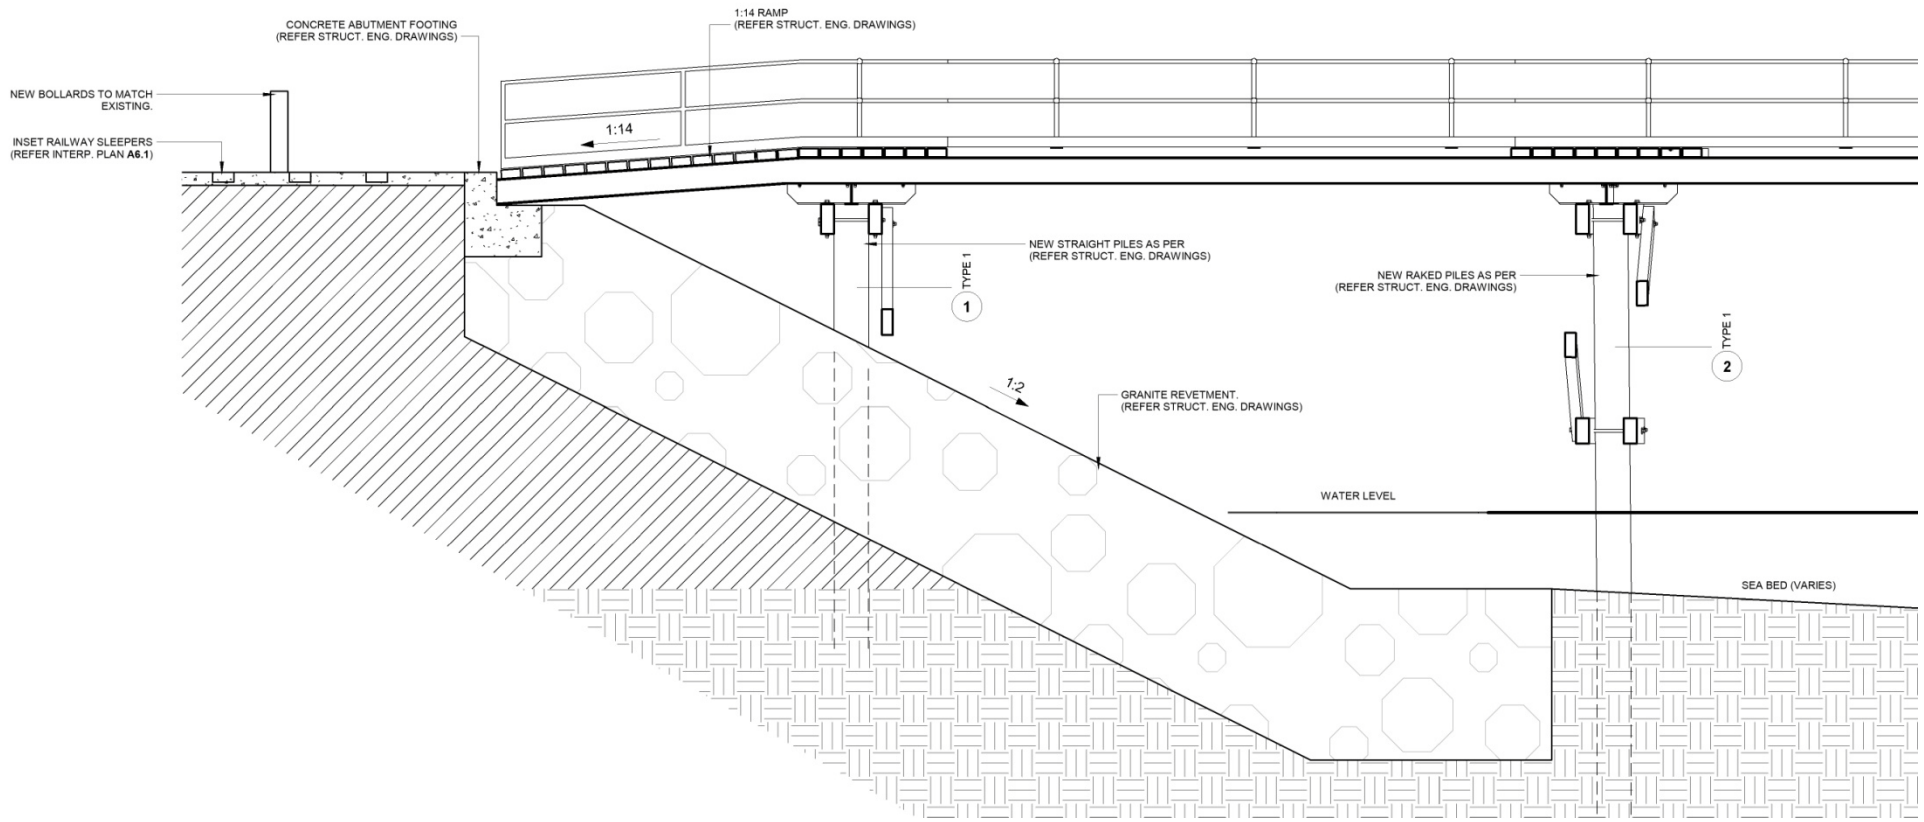 1:14 RAMP
(REFER STRUCT. ENG. DRAWINGS)
CONCRETE ABUTMENT FOOTING
(REFER STRUCT. ENG. DRAWINGS)
NEW BOLLARDS TO MATCH
EXISTING.
INSET RAILWAY SLEEPERS
(REFER INTERP. PLAN A6.1)
1:14
NEW STRAIGHT PILES AS PER
(REFER STRUCT. ENG. DRAWINGS)
TYPE 1
1
NEW RAKED PILES AS PER
(REFER STRUCT. ENG. DRAWINGS)
TYPE 1
2
1:2
GRANITE REVETMENT.
(REFER STRUCT. ENG. DRAWINGS)
WATER LEVEL
SEA BED (VARIES)